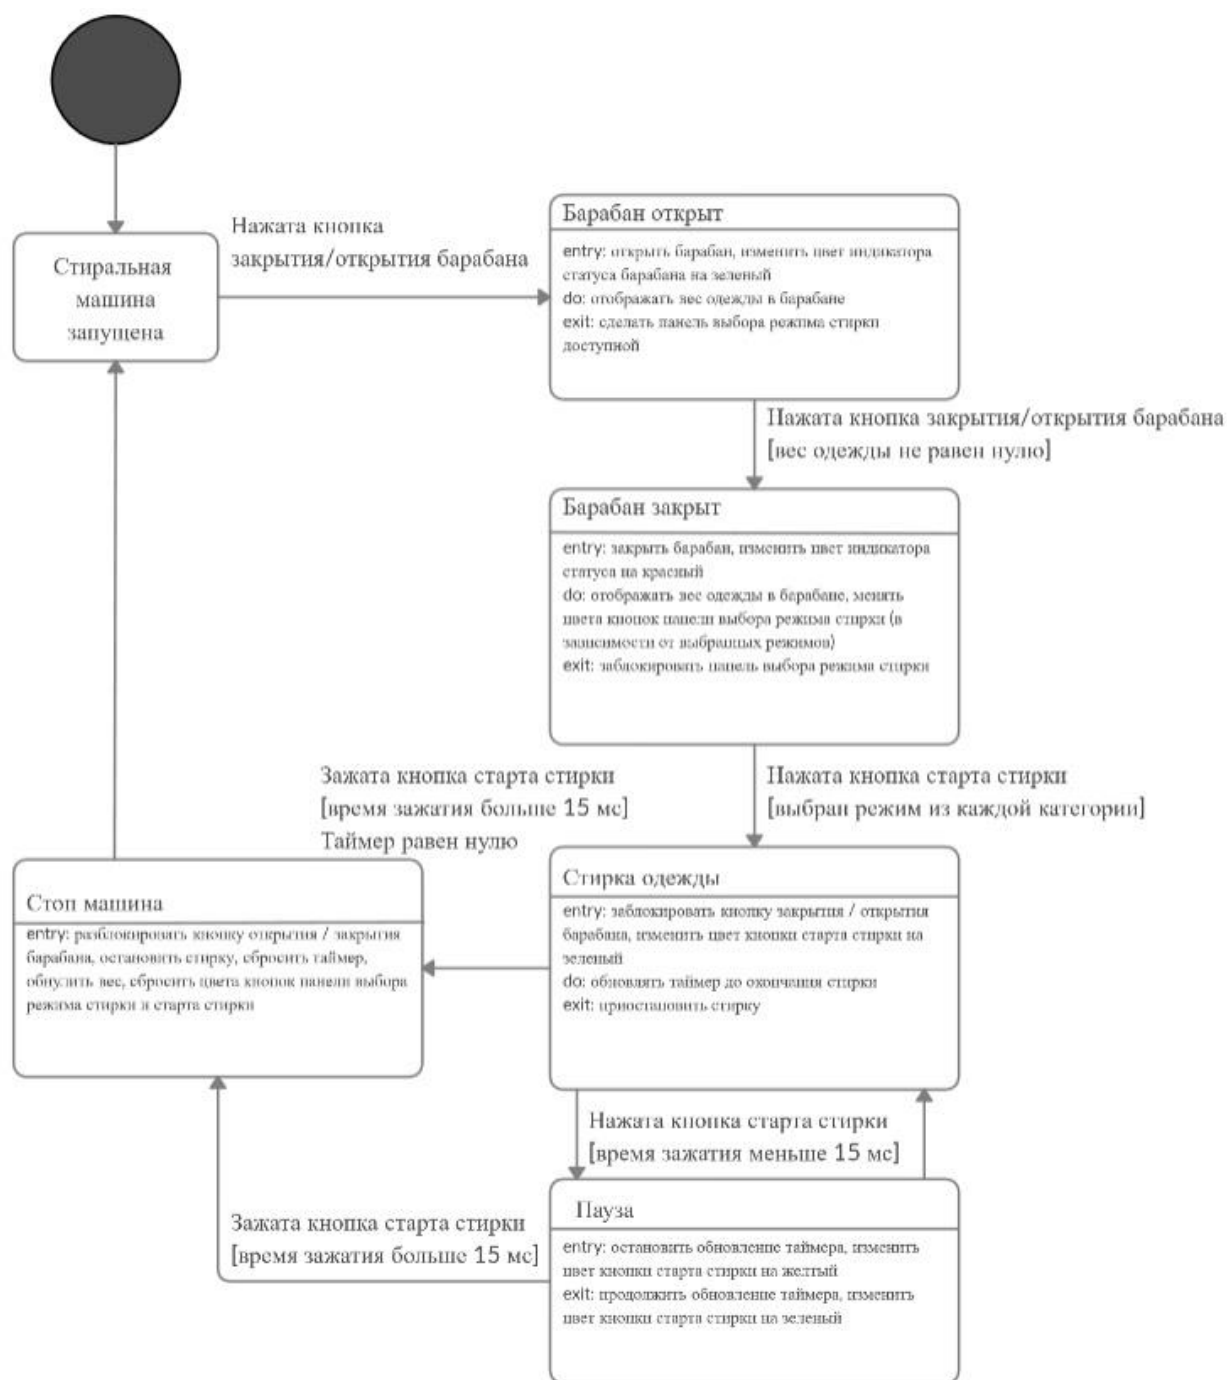 Стиральная
машина
запущена
Нажата кнопка
закрытия/открытия барабана
Барабан открыт
entry: открыть барабан, изменить цвет индикатора
статуса барабана на зеленый
do: отображать вес одежды в барабане
exit: сделать панель выбора режима стирки
доступной
Нажата кнопка закрытия/открытия барабана
[вес одежды не равен нулю]
Барабан закрыт
entry: закрыть барабан, изменить цвет индикатора
статуса на красный
do: отображать вес одежды в барабане, менять
цвета кнопок панели выбора режима стирки (в
зависимости от выбранных режимов)
exit: заблокировать панель выбора режима стирки
Зажата кнопка старта стирки
[время зажатия больше 15 мс]
Таймер равен нулю
Нажата кнопка старта стирки
[выбран режим из каждой категории]
Стоп машина
entry: разблокировать кнопку открытия / закрытия
барабана, остановить стирку, сбросить таймер,
обнулить вес, сбросить цвета кнопок панели выбора
режима стирки и старта стирки
Стирка одежды
entry: заблокировать кнопку закрытия / открытия
барабана, изменить цвет кнопки старта стирки на
зеленый
do: обновлять таймер до окончания стирки
exit: приостановить стирку
Нажата кнопка старта стирки
[время зажатия меньше 15 мс]
Зажата кнопка старта стирки
[время зажатия больше 15 мс]
Пауза
entry: остановить обновление таймера, изменить
цвет кнопки старта стирки на желтый
exit: продолжить обновление таймера, изменить
цвет кнопки старта стирки на зеленый